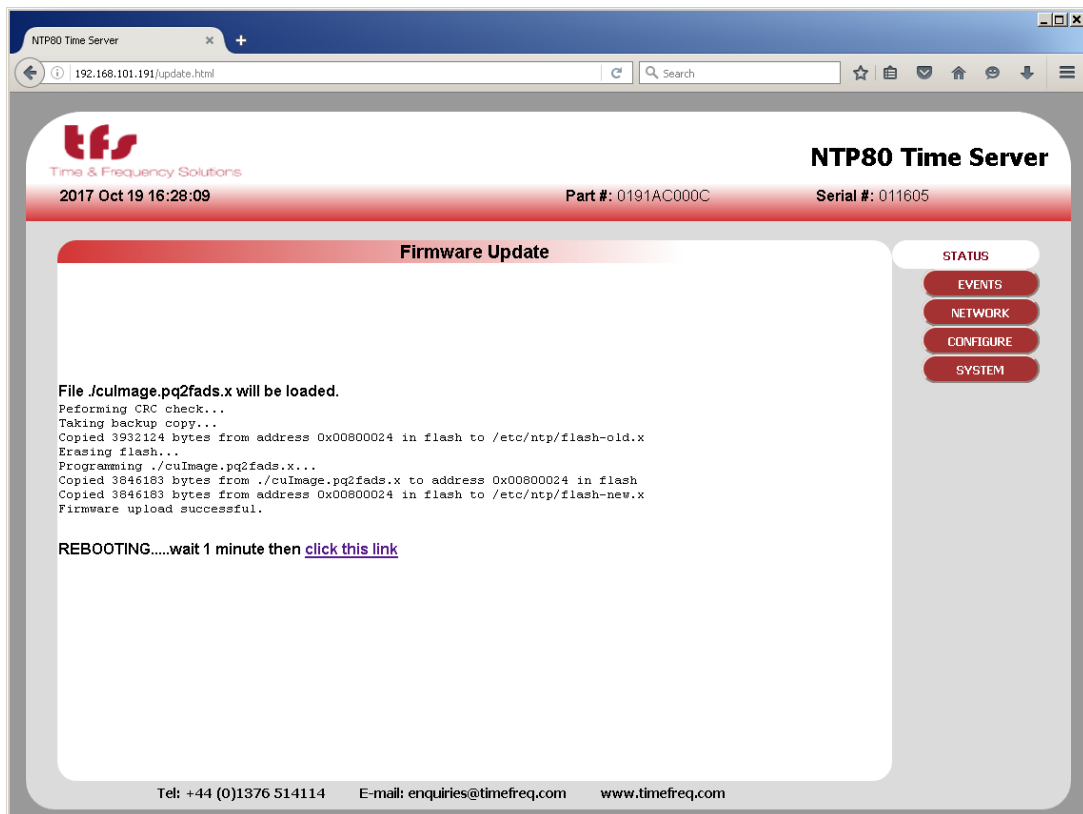 NTP80 Time Server
192.168.101.191/update.html
Search
tfs
Time & Frequency Solutions
NTP80 Time Server
2017 Oct 19 16:28:09 Part #: 0191AC000C Serial #: 011605
Firmware Update
STATUS
EVENTS
NETWORK
CONFIGURE
SYSTEM
File ./cuImage.pq2fads.x will be loaded.
Peforming CRC check...
Taking backup copy...
Copied 3932124 bytes from address 0x00800024 in flash to /etc/ntp/flash-old.x
Erasing flash...
Programming ./cuImage.pq2fads.x...
Copied 3846183 bytes from ./cuImage.pq2fads.x to address 0x00800024 in flash
Copied 3846183 bytes from address 0x00800024 in flash to /etc/ntp/flash-new.x
Firmware upload successful.
REBOOTING.....wait 1 minute then click this link
Tel: +44 (0)1376 514114 E-mail: enquiries@timefreq.com www.timefreq.com